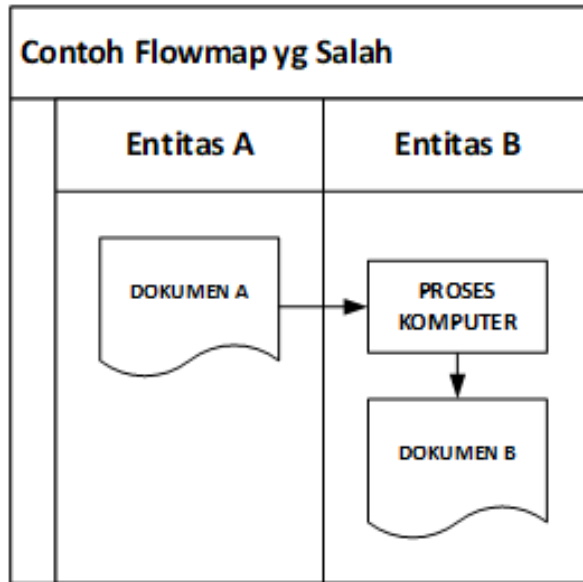 Contoh Flowmap yg Salah
Entitas A
Entitas B
DOKUMEN A
PROSES
KOMPUTER
DOKUMEN B